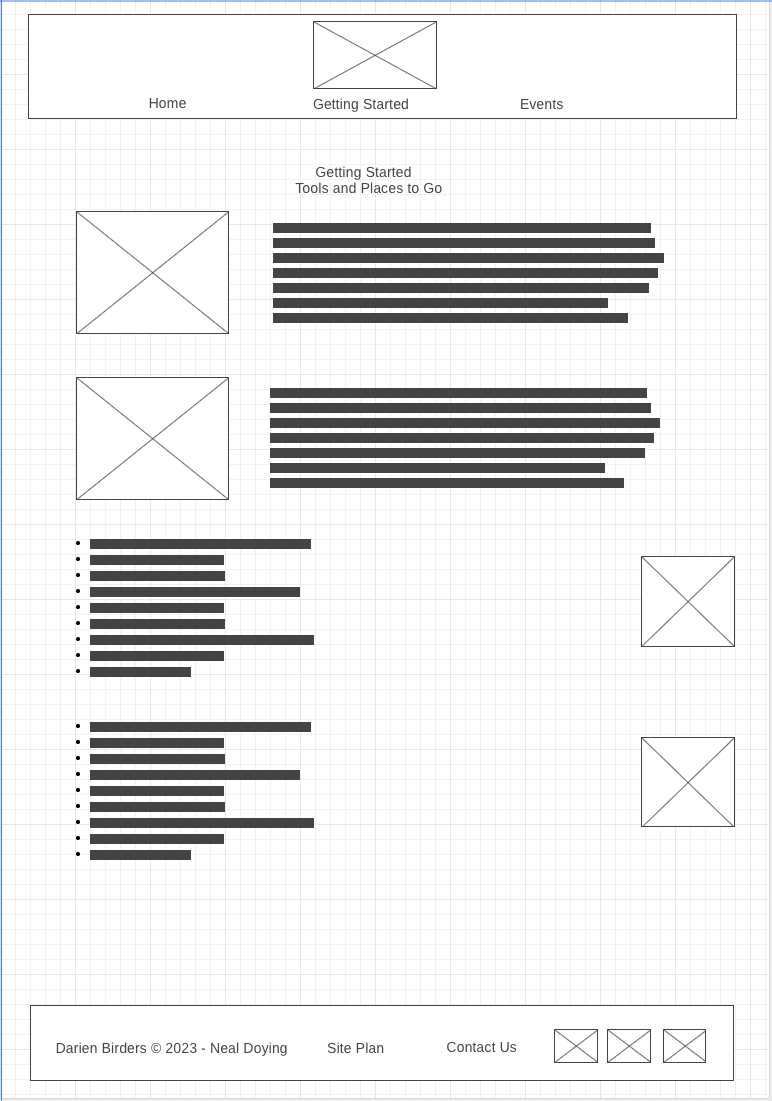 Home
Getting Started
Events
Getting Started
Tools and Places to Go
Darien Birders © 2023 - Neal Doying
Site Plan
Contact Us